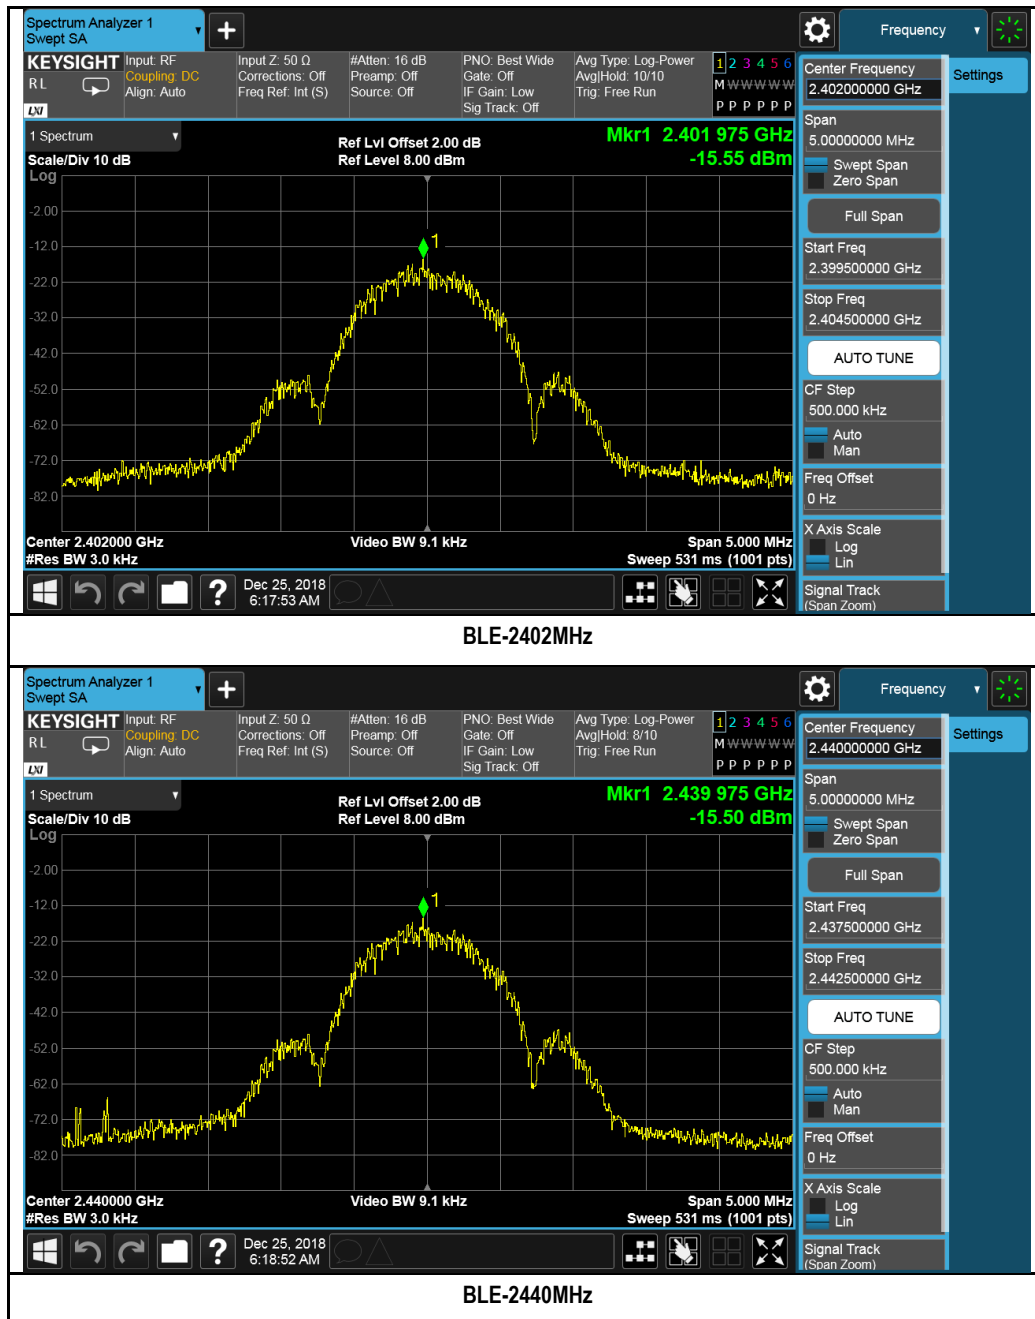 Spectrum Analyzer 1
Swept SA
Frequency
KEYSIGHT
RL
LXI
Input: RF
Coupling: DC
Align: Auto
Input Z: 50 Ω
Corrections: Off
Freq Ref: Int (S)
#Atten: 16 dB
Preamp: Off
Source: Off
PNO: Best Wide
Gate: Off
IF Gain: Low
Sig Track: Off
Avg Type: Log-Power
Avg|Hold: 10/10
Trig: Free Run
1 2 3 4 5 6
M W W W W W
P P P P P P
1 Spectrum
Scale/Div 10 dB
Log
Ref Lvl Offset 2.00 dB
Ref Level 8.00 dBm
Mkr1 2.401 975 GHz
-15.55 dBm
1
-2.00
-12.0
-22.0
-32.0
-42.0
-52.0
-62.0
-72.0
-82.0
Center 2.402000 GHz
#Res BW 3.0 kHz
Video BW 9.1 kHz
Span 5.000 MHz
Sweep 531 ms (1001 pts)
?
Dec 25, 2018
6:17:53 AM
Center Frequency
2.402000000 GHz
Settings
Span
5.00000000 MHz
Swept Span
Zero Span
Full Span
Start Freq
2.399500000 GHz
Stop Freq
2.404500000 GHz
AUTO TUNE
CF Step
500.000 kHz
Auto
Man
Freq Offset
0 Hz
X Axis Scale
Log
Lin
Signal Track
(Span Zoom)
BLE-2402MHz
Spectrum Analyzer 1
Swept SA
Frequency
KEYSIGHT
RL
LXI
Input: RF
Coupling: DC
Align: Auto
Input Z: 50 Ω
Corrections: Off
Freq Ref: Int (S)
#Atten: 16 dB
Preamp: Off
Source: Off
PNO: Best Wide
Gate: Off
IF Gain: Low
Sig Track: Off
Avg Type: Log-Power
Avg|Hold: 8/10
Trig: Free Run
1 2 3 4 5 6
M W W W W W
P P P P P P
1 Spectrum
Scale/Div 10 dB
Log
Ref Lvl Offset 2.00 dB
Ref Level 8.00 dBm
Mkr1 2.439 975 GHz
-15.50 dBm
1
-2.00
-12.0
-22.0
-32.0
-42.0
-52.0
-62.0
-72.0
-82.0
Center 2.440000 GHz
#Res BW 3.0 kHz
Video BW 9.1 kHz
Span 5.000 MHz
Sweep 531 ms (1001 pts)
?
Dec 25, 2018
6:18:52 AM
Center Frequency
2.440000000 GHz
Settings
Span
5.00000000 MHz
Swept Span
Zero Span
Full Span
Start Freq
2.437500000 GHz
Stop Freq
2.442500000 GHz
AUTO TUNE
CF Step
500.000 kHz
Auto
Man
Freq Offset
0 Hz
X Axis Scale
Log
Lin
Signal Track
(Span Zoom)
BLE-2440MHz